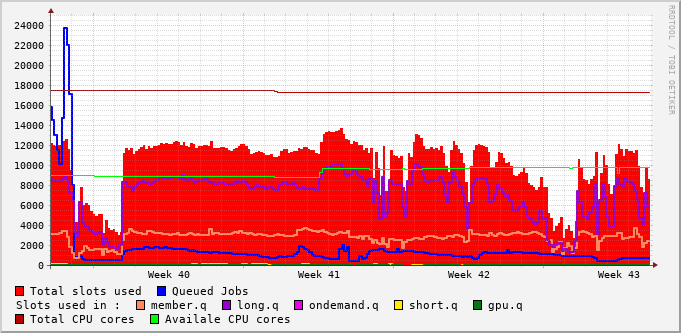 24000
22000
20000
18000
16000
14000
12000
10000
8000
6000
4000
2000
0
Week 40 Week 41 Week 42 Week 43
RRDTOOL / TOBI OETIKER
Total slots used Queued Jobs
Slots used in : member.q long.q ondemand.q short.q gpu.q
Total CPU cores Availale CPU cores